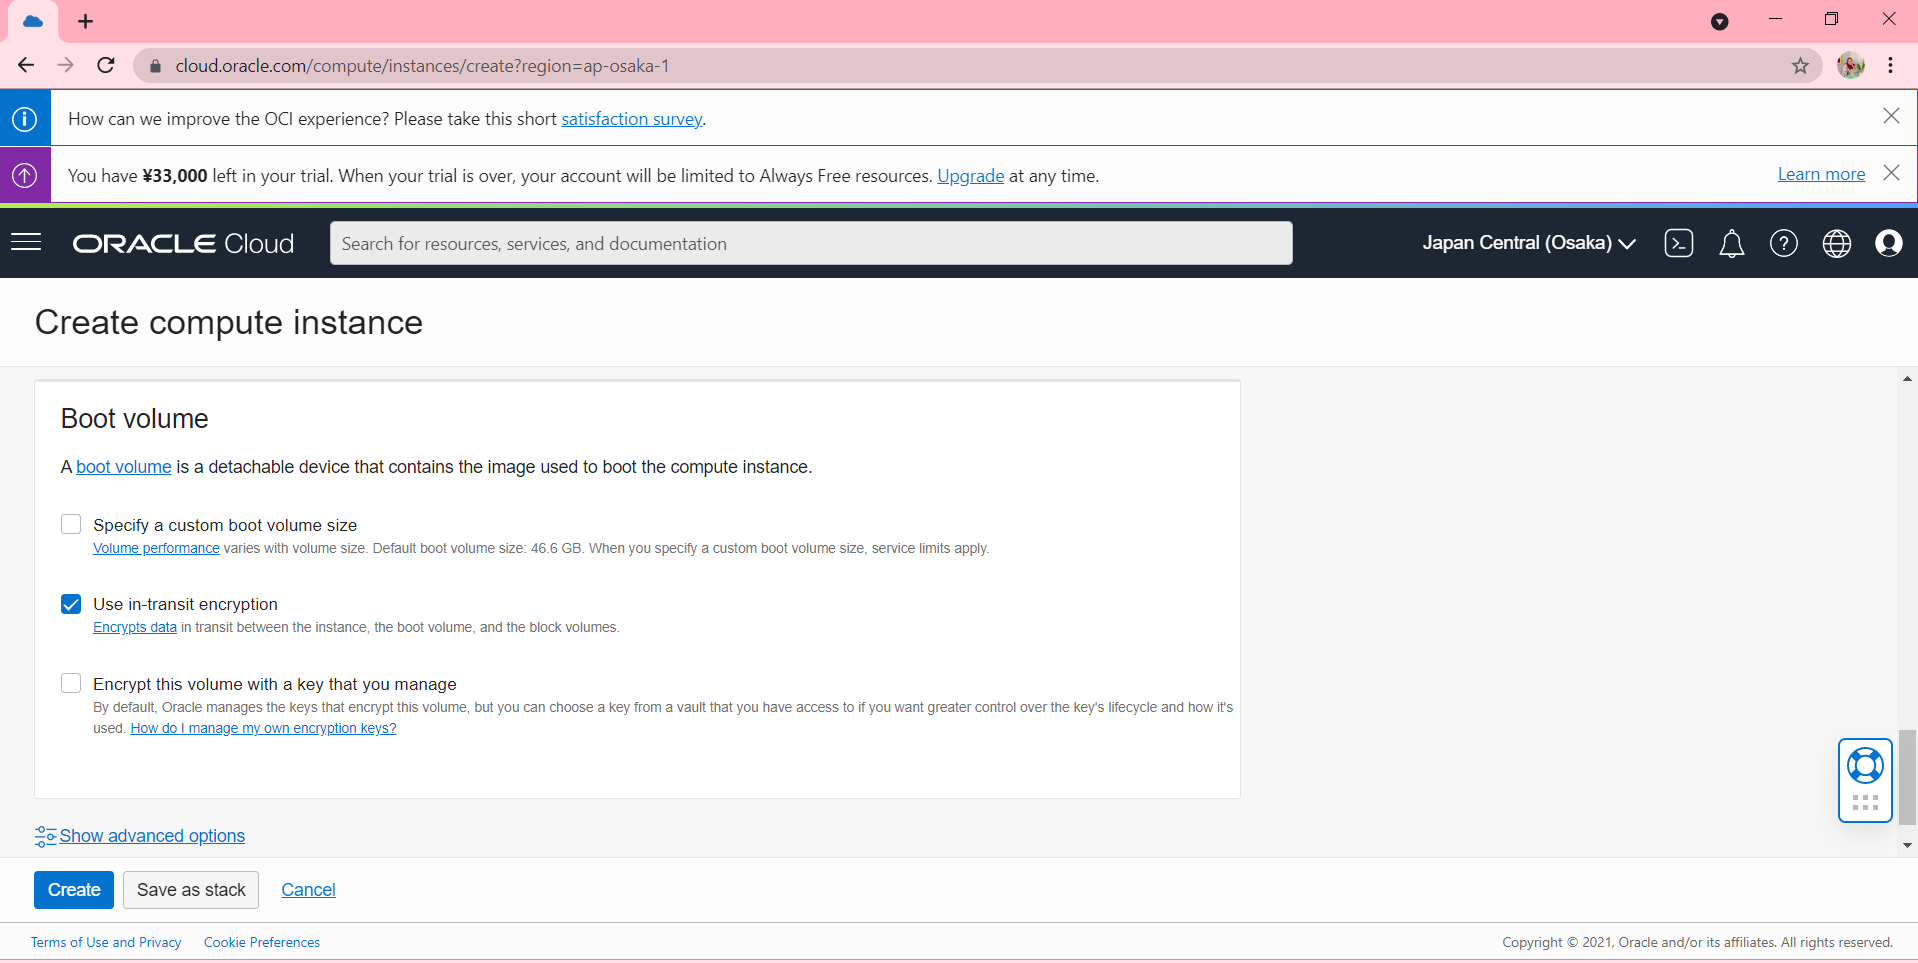 cloud.oracle.com/compute/instances/create?region=ap-osaka-1
How can we improve the OCI experience? Please take this short satisfaction survey.
You have ¥33,000 left in your trial. When your trial is over, your account will be limited to Always Free resources. Upgrade at any time.
Learn more
ORACLE Cloud
Search for resources, services, and documentation
Japan Central (Osaka)
Create compute instance
Boot volume
A boot volume is a detachable device that contains the image used to boot the compute instance.
Specify a custom boot volume size
Volume performance varies with volume size. Default boot volume size: 46.6 GB. When you specify a custom boot volume size, service limits apply.
Use in-transit encryption
Encrypts data in transit between the instance, the boot volume, and the block volumes.
Encrypt this volume with a key that you manage
By default, Oracle manages the keys that encrypt this volume, but you can choose a key from a vault that you have access to if you want greater control over the key's lifecycle and how it's
used. How do I manage my own encryption keys?
Show advanced options
Create
Save as stack
Cancel
Terms of Use and Privacy
Cookie Preferences
Copyright © 2021, Oracle and/or its affiliates. All rights reserved.